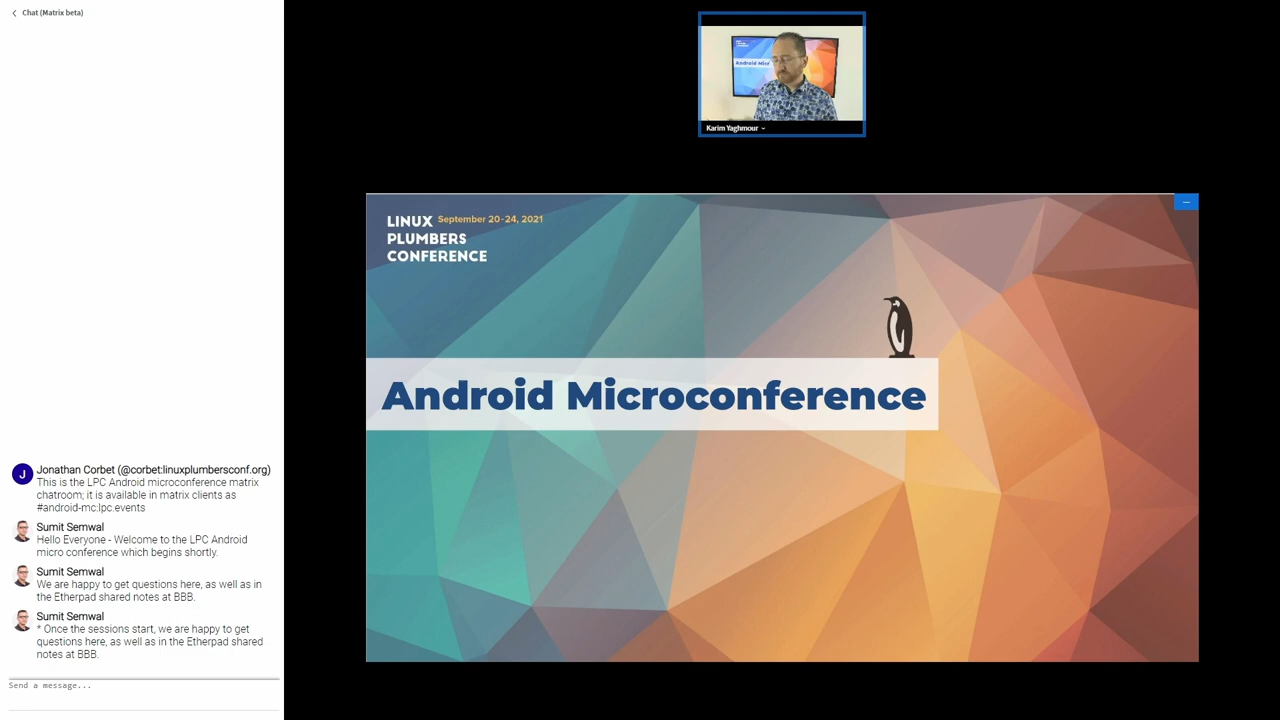 Chat (Matrix beta)
Jonathan Corbet (@corbet:linuxplumbersconf.org)
This is the LPC Android microconference matrix
chatroom; it is available in matrix clients as
#android-mc:lpc.events
Sumit Semwal
Hello Everyone - Welcome to the LPC Android
micro conference which begins shortly.
Sumit Semwal
We are happy to get questions here, as well as in
the Etherpad shared notes at BBB.
Sumit Semwal
* Once the sessions start, we are happy to get
questions here, as well as in the Etherpad shared
notes at BBB.
Send a message...
J
Android Micr
Karim Yaghmour
LINUX September 20-24, 2021
PLUMBERS
CONFERENCE
Android Microconference